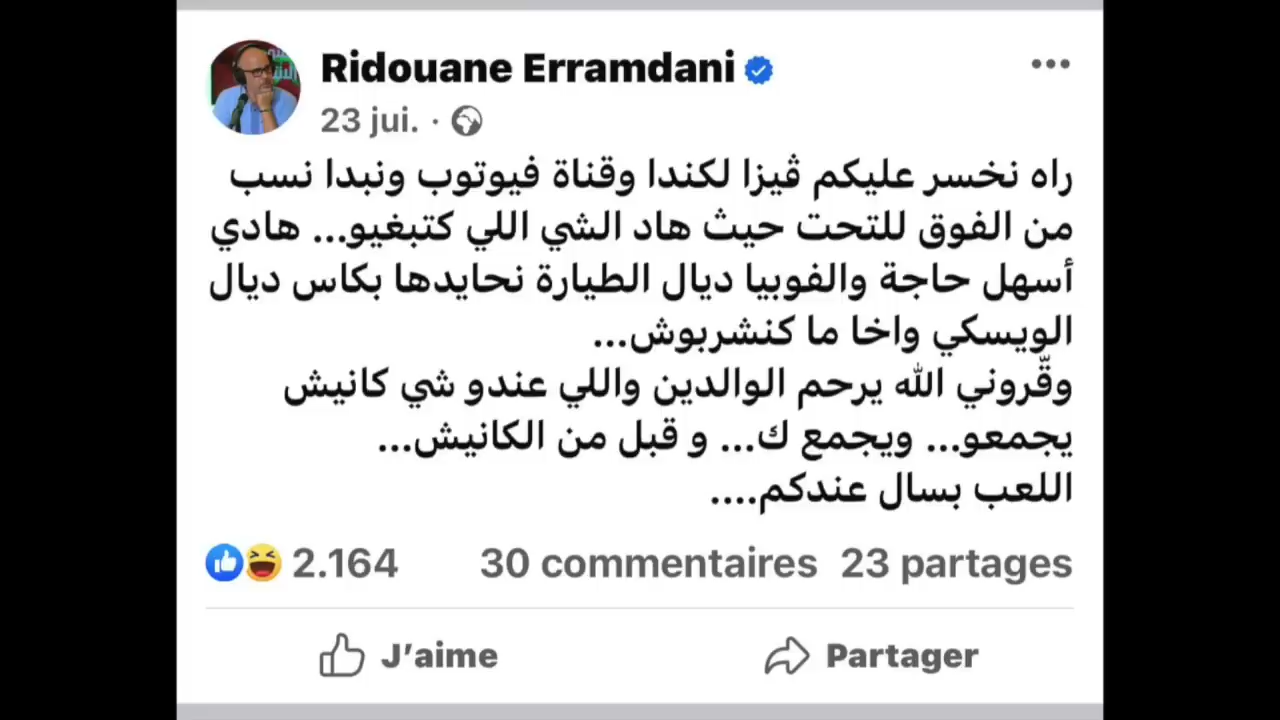 Ridouane Erramdani
23 jui. ·
راه نخسر عليكم ڤيزا لكندا وقناة فيوتوب ونبدا نسب
من الفوق للتحت حيث هاد الشي اللي كتبغيو... هادي
أسهل حاجة والفوبيا ديال الطيارة نحايدها بكاس ديال
الويسكي واخا ما كنشربوش...
وقّروني الله يرحم الوالدين واللي عندو شي كانيش
يجمعو... ويجمع ك... و قبل من الكانيش...
اللعب بسال عندكم....
2.164 30 commentaires 23 partages
J’aime Partager